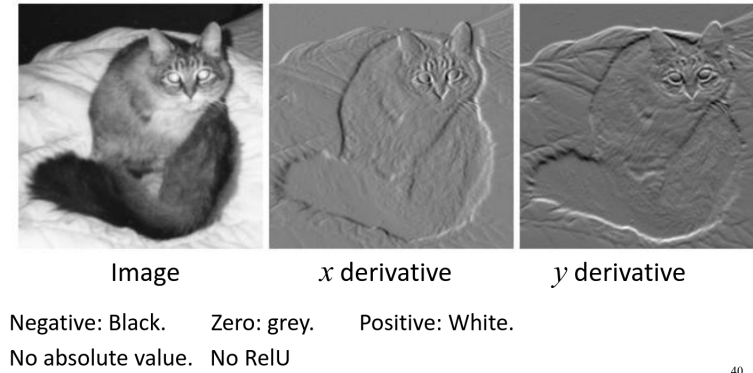 Image x derivative y derivative
Negative: Black. Zero: grey. Positive: White.
No absolute value. No RelU
40